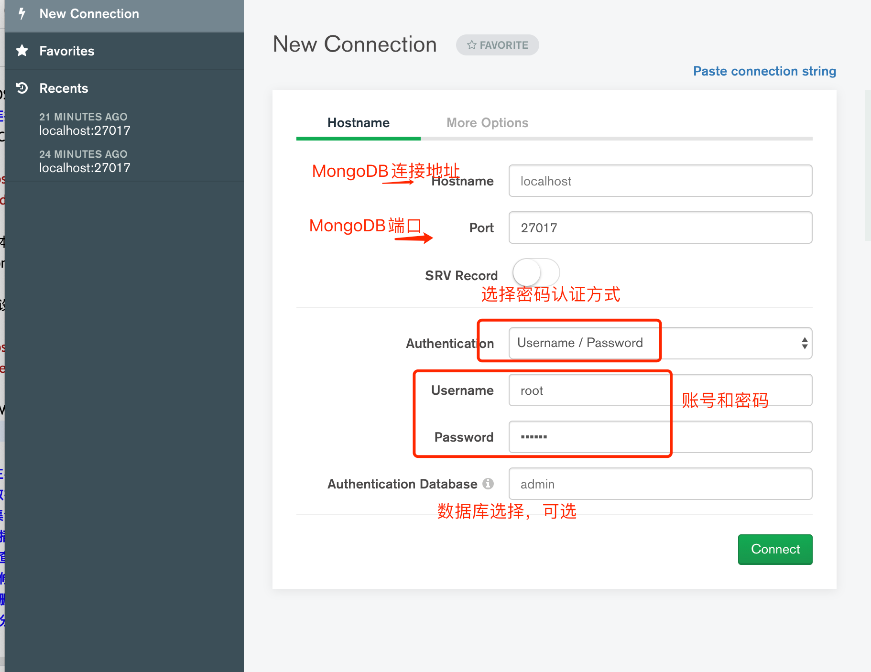 New Connection
Favorites
Recents
21 MINUTES AGO
localhost:27017
24 MINUTES AGO
localhost:27017
New Connection
FAVORITE
Paste connection string
Hostname
More Options
MongoDB连接地址
Hostname
localhost
MongoDB端口
Port
27017
SRV Record
选择密码认证方式
Authentication
Username / Password
Username
root
账号和密码
Password
••••••
Authentication Database
admin
数据库选择，可选
Connect